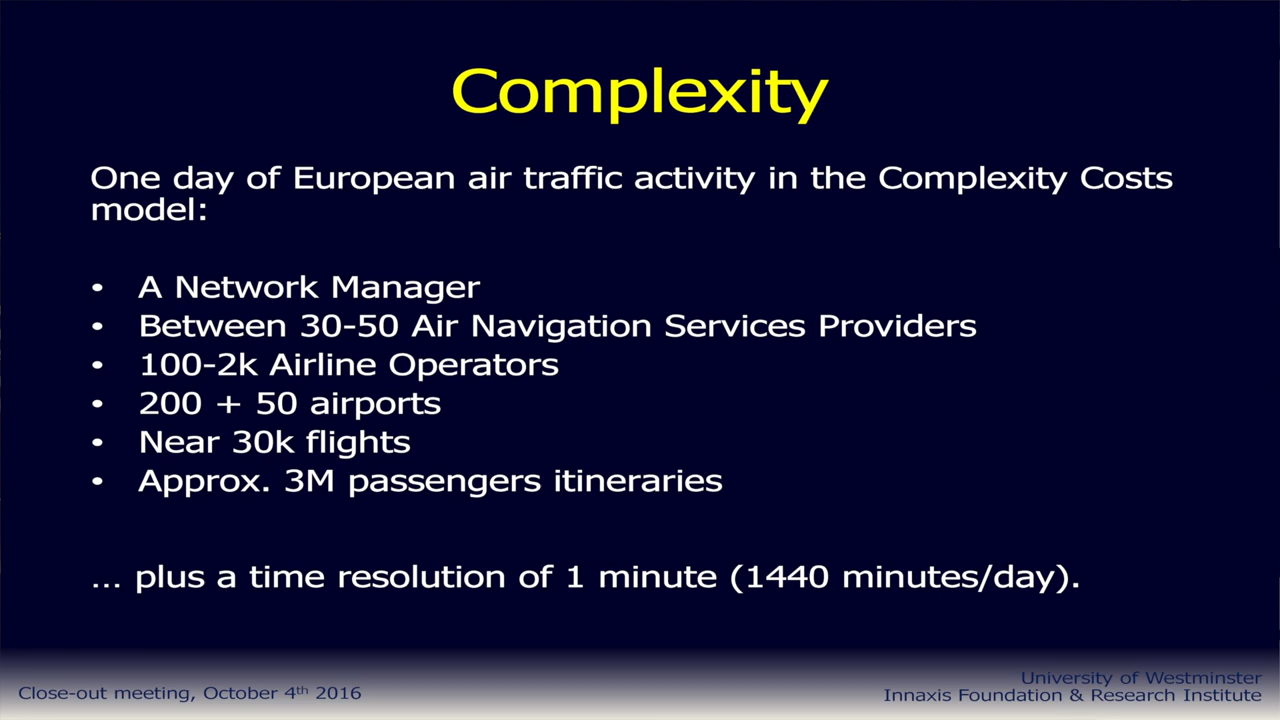 Complexity
One day of European air traffic activity in the Complexity Costs
model:
• A Network Manager
• Between 30-50 Air Navigation Services Providers
• 100-2k Airline Operators
• 200 + 50 airports
• Near 30k flights
• Approx. 3M passengers itineraries
... plus a time resolution of 1 minute (1440 minutes/day).
Close-out meeting, October 4th 2016
University of Westminster
Innaxis Foundation & Research Institute